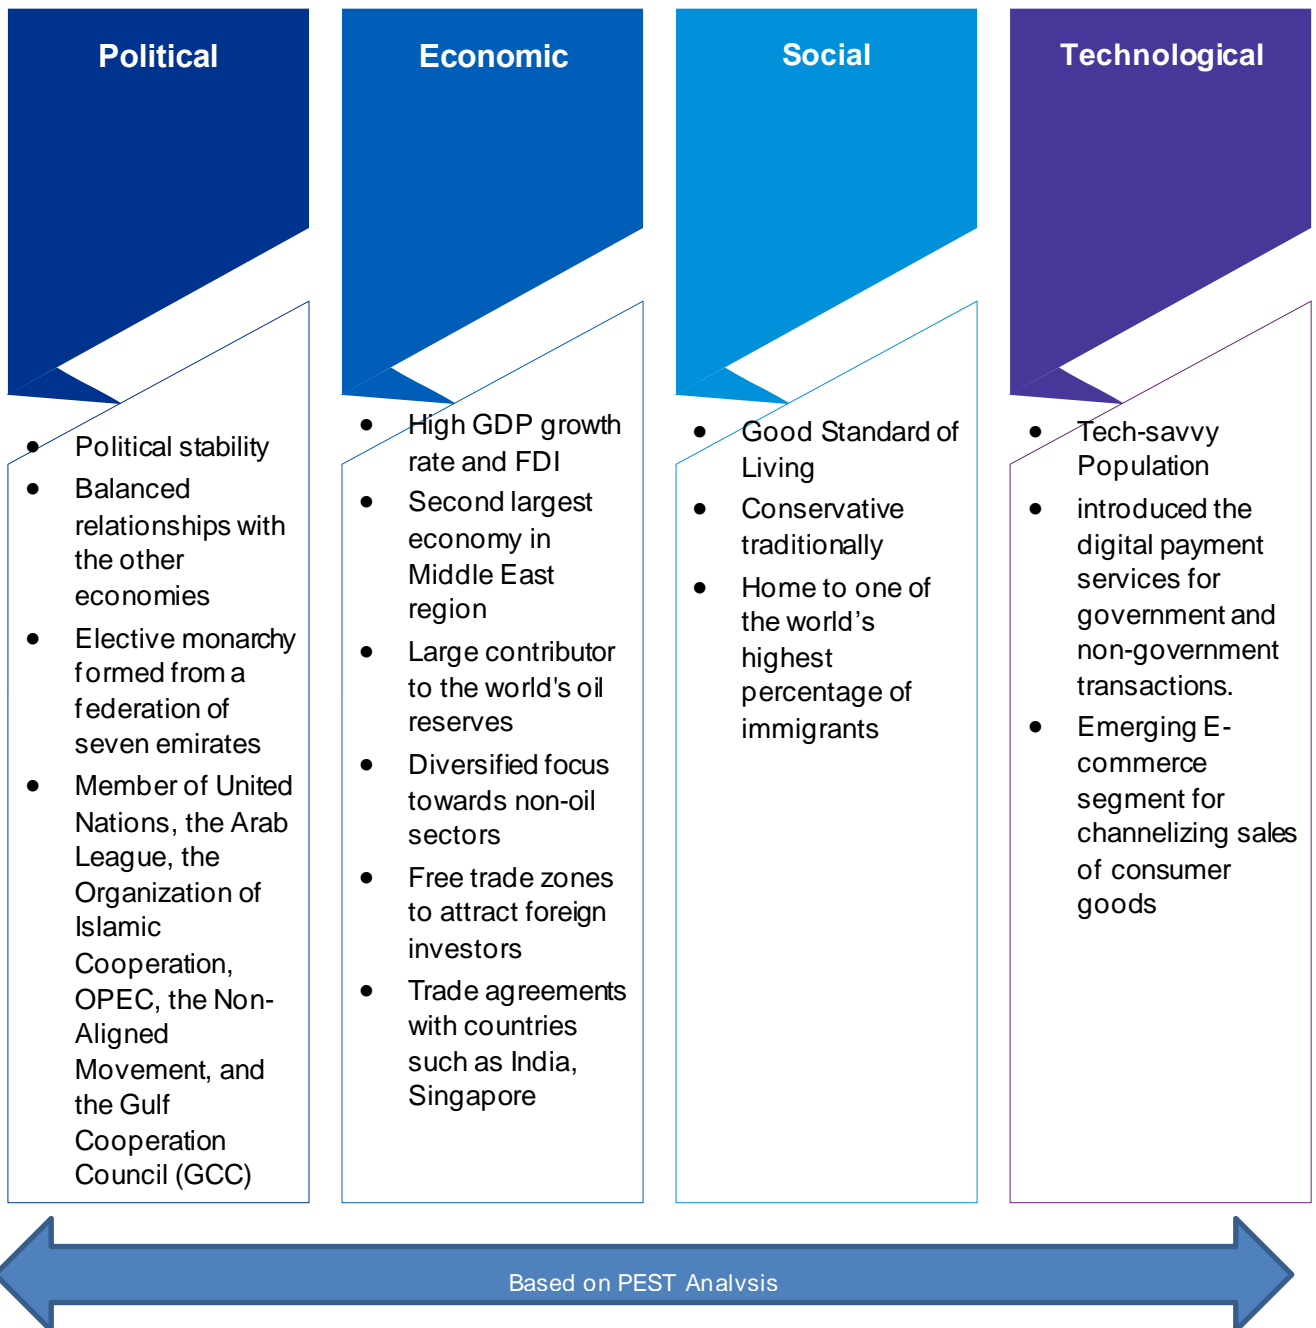 Political
• Political stability
• Balanced
relationships with
the other
economies
• Elective monarchy
formed from a
federation of
seven emirates
• Member of United
Nations, the Arab
League, the
Organization of
Islamic
Cooperation,
OPEC, the Non-
Aligned
Movement, and
the Gulf
Cooperation
Council (GCC)
Economic
• High GDP growth
rate and FDI
• Second largest
economy in
Middle East
region
• Large contributor
to the world's oil
reserves
• Diversified focus
towards non-oil
sectors
• Free trade zones
to attract foreign
investors
• Trade agreements
with countries
such as India,
Singapore
Social
• Good Standard of
Living
• Conservative
traditionally
• Home to one of
the world’s
highest
percentage of
immigrants
Technological
• Tech-savvy
Population
• introduced the
digital payment
services for
government and
non-government
transactions.
• Emerging E-
commerce
segment for
channelizing sales
of consumer
goods
Based on PEST Analysis